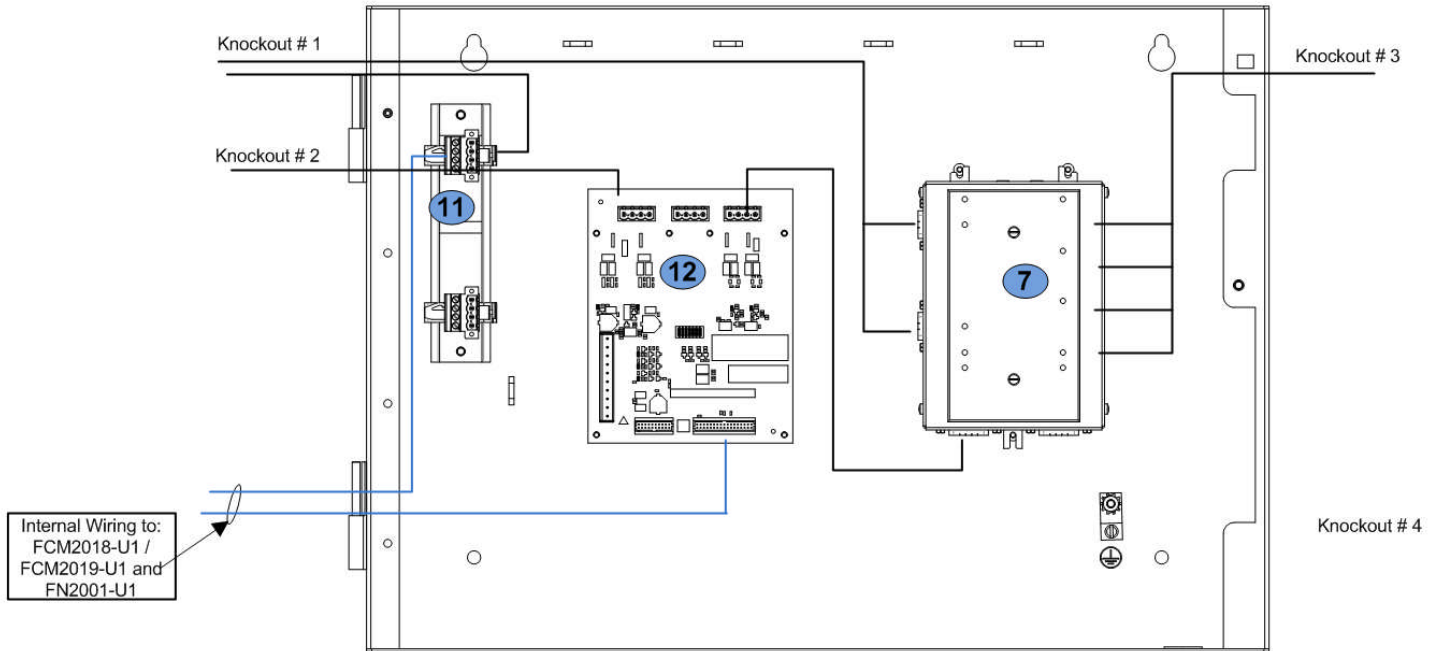 Knockout # 1
Knockout # 3
Knockout # 2
11
12
7
Internal Wiring to:
FCM2018-U1 /
FCM2019-U1 and
FN2001-U1
Knockout # 4